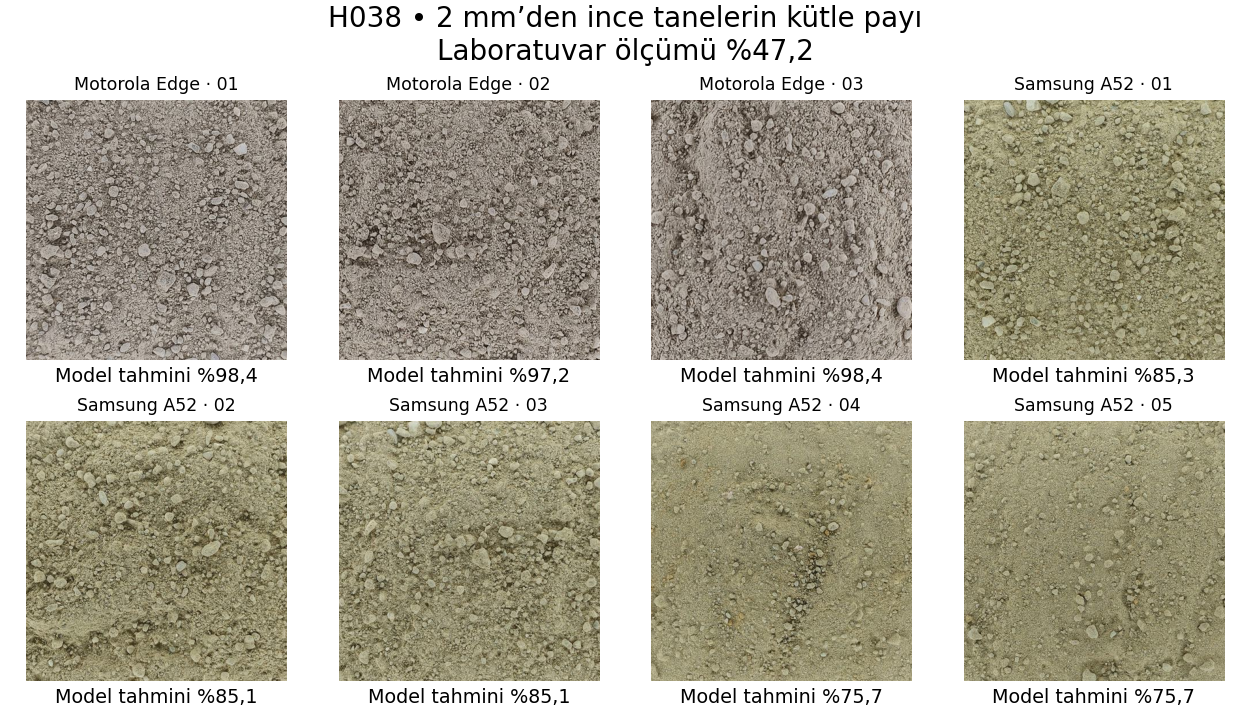 H038 • 2 mm’den ince tanelerin kütle payı
Laboratuvar ölçümü %47,2
Motorola Edge · 01
Motorola Edge · 02
Motorola Edge · 03
Samsung A52 · 01
Model tahmini %98,4
Model tahmini %97,2
Model tahmini %98,4
Model tahmini %85,3
Samsung A52 · 02
Samsung A52 · 03
Samsung A52 · 04
Samsung A52 · 05
Model tahmini %85,1
Model tahmini %85,1
Model tahmini %75,7
Model tahmini %75,7